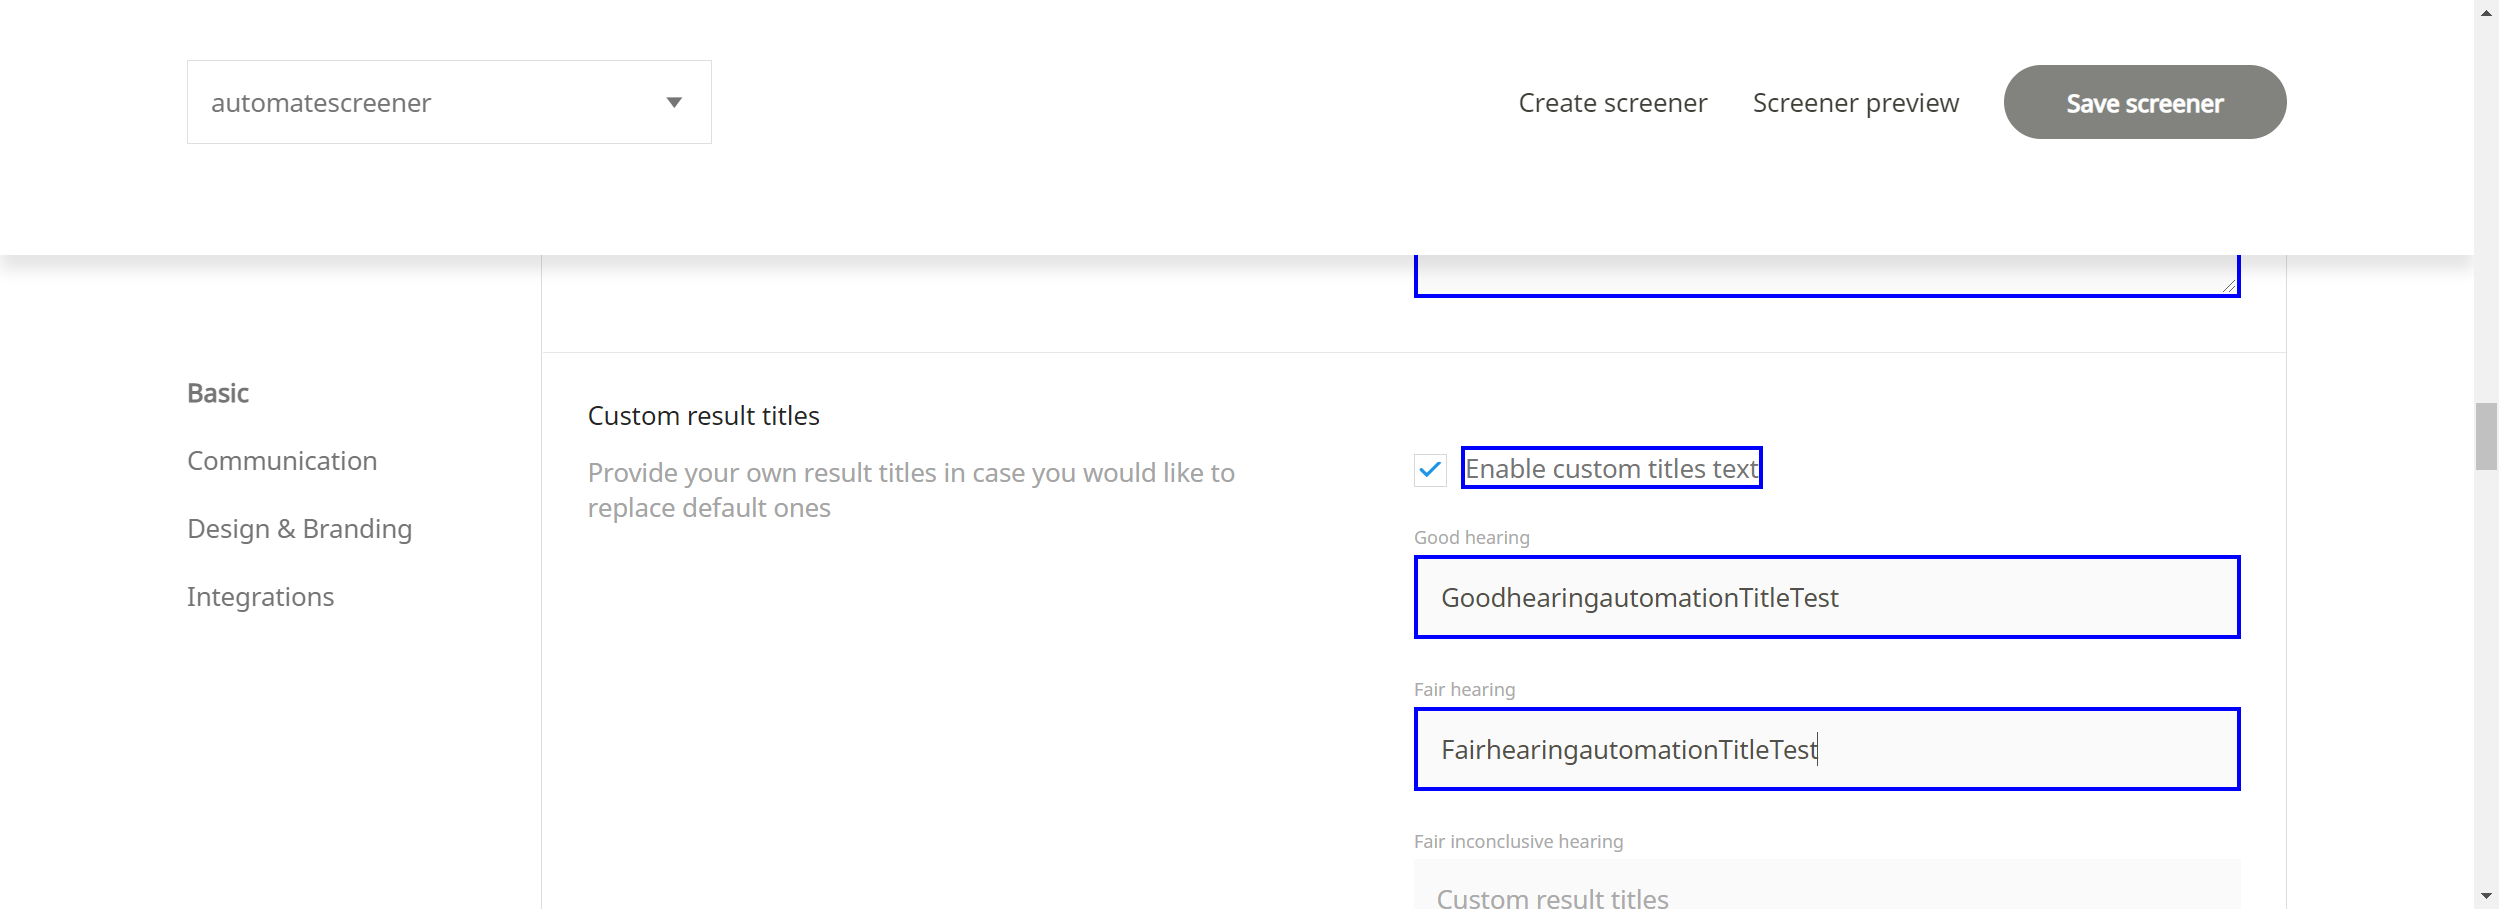 automatescreener
Create screener
Screener preview
Save screener
Basic
Communication
Design & Branding
Integrations
Custom result titles
Provide your own result titles in case you would like to
replace default ones
Enable custom titles text
Good hearing
GoodhearingautomationTitleTest
Fair hearing
FairhearingautomationTitleTest
Fair inconclusive hearing
Custom result titles